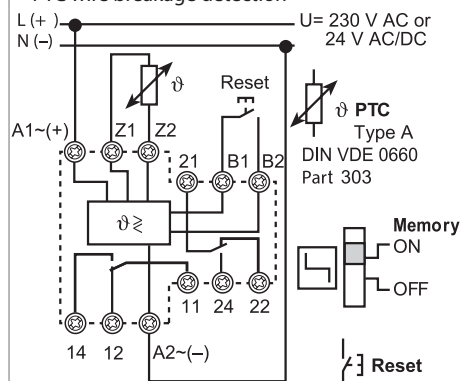 PTC wire breakage detection
L (+)
N (–)
U= 230 V AC or
24 V AC/DC
ϑ
Reset
ϑ PTC
Type A
DIN VDE 0660
Part 303
A1~(+) Z1 Z2
21 B1 B2
ϑ ≷
Memory
ON
OFF
11 24 22
14 12 A2~(–)
Reset